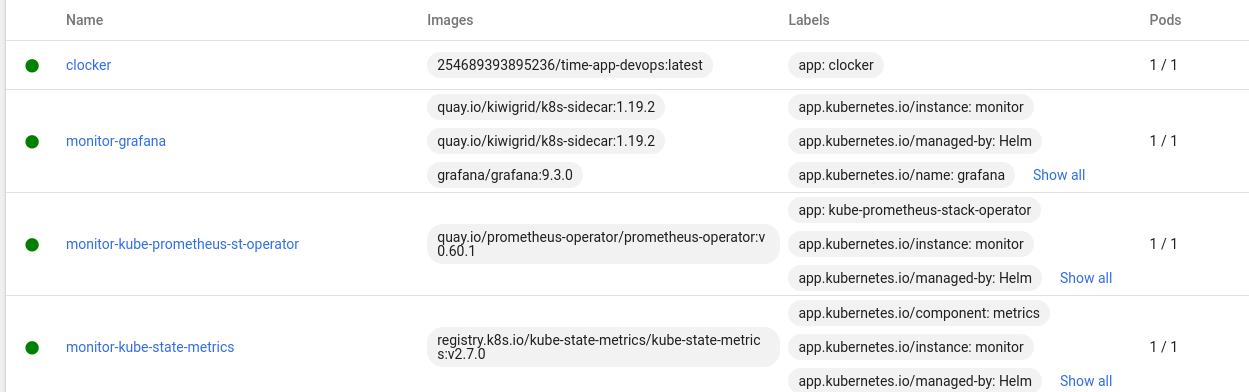 Name Images Labels Pods
clocker 254689393895236/time-app-devops:latest app: clocker 1 / 1
quay.io/kiwigrid/k8s-sidecar:1.19.2 app.kubernetes.io/instance: monitor
monitor-grafana quay.io/kiwigrid/k8s-sidecar:1.19.2 app.kubernetes.io/managed-by: Helm 1 / 1
grafana/grafana:9.3.0 app.kubernetes.io/name: grafana Show all
app: kube-prometheus-stack-operator
monitor-kube-prometheus-st-operator quay.io/prometheus-operator/prometheus-operator:v app.kubernetes.io/instance: monitor 1 / 1
0.60.1
app.kubernetes.io/managed-by: Helm Show all
app.kubernetes.io/component: metrics
monitor-kube-state-metrics registry.k8s.io/kube-state-metrics/kube-state-metric app.kubernetes.io/instance: monitor 1 / 1
s:v2.7.0
app.kubernetes.io/managed-by: Helm Show all